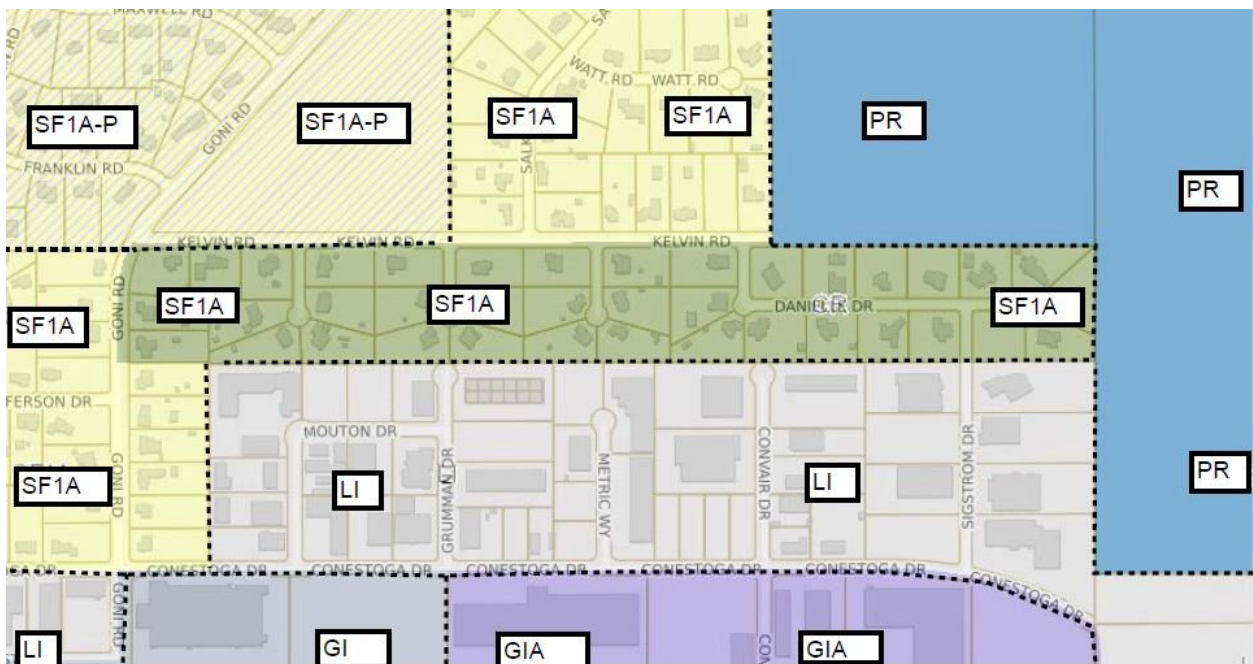 MAXWELL RD
WATT RD
WATT RD
SF1A-P
SF1A-P
SF1A
SF1A
PR
GONI RD
FRANKLIN RD
PR
KELVIN RD
KELVIN RD
KELVIN RD
SF1A
SF1A
SF1A
SF1A
GONI RD
DANIELLE DR
FERSON DR
MOUTON DR
SF1A
GONI RD
LI
GRUMMAN DR
METRIC WY
CONVAIR DR
LI
SIGSTROM DR
PR
CONESTOGA DR
CONESTOGA DR
CONESTOGA DR
CONESTOGA DR
CONESTOGA DR
GONI RD
LI
GI
GIA
GIA
CON